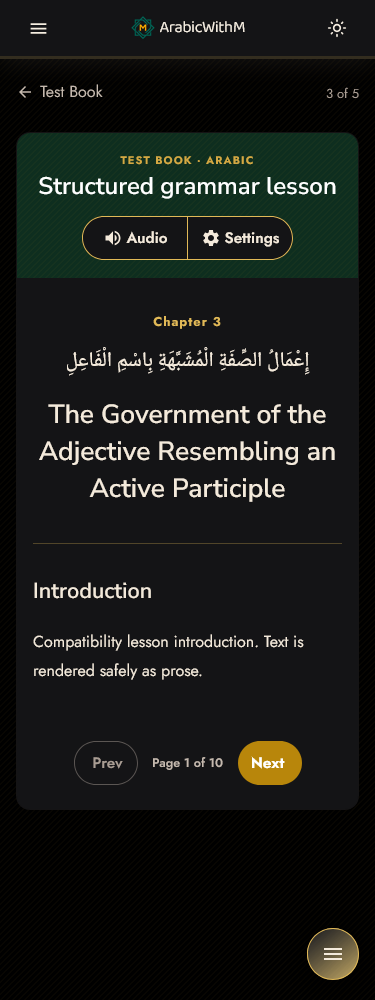 M ArabicWithM
← Test Book
3 of 5
TEST BOOK · ARABIC
Structured grammar lesson
Audio
Settings
Chapter 3
إِعْمَالُ الصِّفَةِ الْمُشَبَّهَةِ بِاسْمِ الْفَاعِلِ
The Government of the
Adjective Resembling an
Active Participle
Introduction
Compatibility lesson introduction. Text is
rendered safely as prose.
Prev
Page 1 of 10
Next